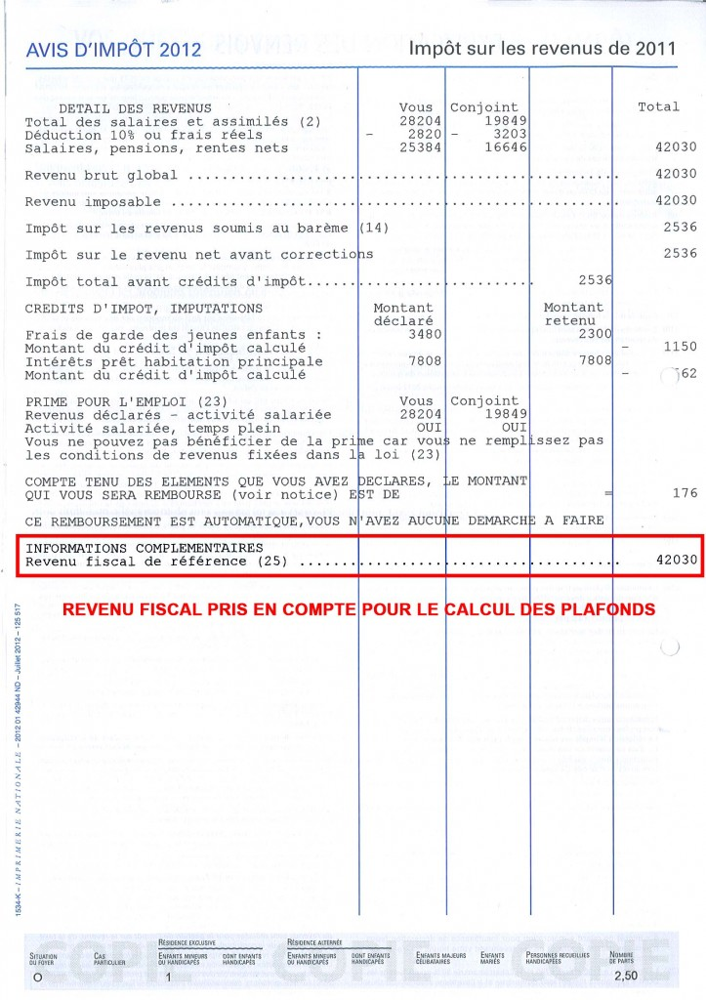 AVIS D'IMPÔT 2012 Impôt sur les revenus de 2011
DETAIL DES REVENUS Vous Conjoint Total
Total des salaires et assimilés (2) 28204 19849
Déduction 10% ou frais réels - 2820 - 3203
Salaires, pensions, rentes nets 25384 16646 42030
Revenu brut global ........................................................ 42030
Revenu imposable .......................................................... 42030
Impôt sur les revenus soumis au barème (14) 2536
Impôt sur le revenu net avant corrections 2536
Impôt total avant crédits d'impôt............................ 2536
CREDITS D'IMPOT, IMPUTATIONS Montant Montant
déclaré retenu
Frais de garde des jeunes enfants : 3480 2300
Montant du crédit d'impôt calculé - 1150
Intérêts prêt habitation principale 7808 7808
Montant du crédit d'impôt calculé - 562
PRIME POUR L'EMPLOI (23) Vous Conjoint
Revenus déclarés - activité salariée 28204 19849
Activité salariée, temps plein OUI OUI
Vous ne pouvez pas bénéficier de la prime car vous ne remplissez pas
les conditions de revenus fixées dans la loi (23)
COMPTE TENU DES ELEMENTS QUE VOUS AVEZ DECLARES, LE MONTANT
QUI VOUS SERA REMBOURSE (voir notice) EST DE = 176
CE REMBOURSEMENT EST AUTOMATIQUE,VOUS N'AVEZ AUCUNE DEMARCHE A FAIRE
INFORMATIONS COMPLEMENTAIRES
Revenu fiscal de référence (25) ........................................ 42030
REVENU FISCAL PRIS EN COMPTE POUR LE CALCUL DES PLAFONDS
1534-K – IMPRIMERIE NATIONALE – 2012 01 42944 ND – Juillet 2012 – 125 517
COPIE COPIE COPIE
RÉSIDENCE EXCLUSIVE RÉSIDENCE ALTERNÉE
SITUATION DU FOYER CAS PARTICULIER ENFANTS MINEURS OU HANDICAPÉS DONT ENFANTS HANDICAPÉS ENFANTS MINEURS OU HANDICAPÉS DONT ENFANTS HANDICAPÉS ENFANTS MAJEURS CÉLIBATAIRES ENFANTS MARIÉS PERSONNES RECUEILLIES HANDICAPÉES NOMBRE DE PARTS
O 1 2,50